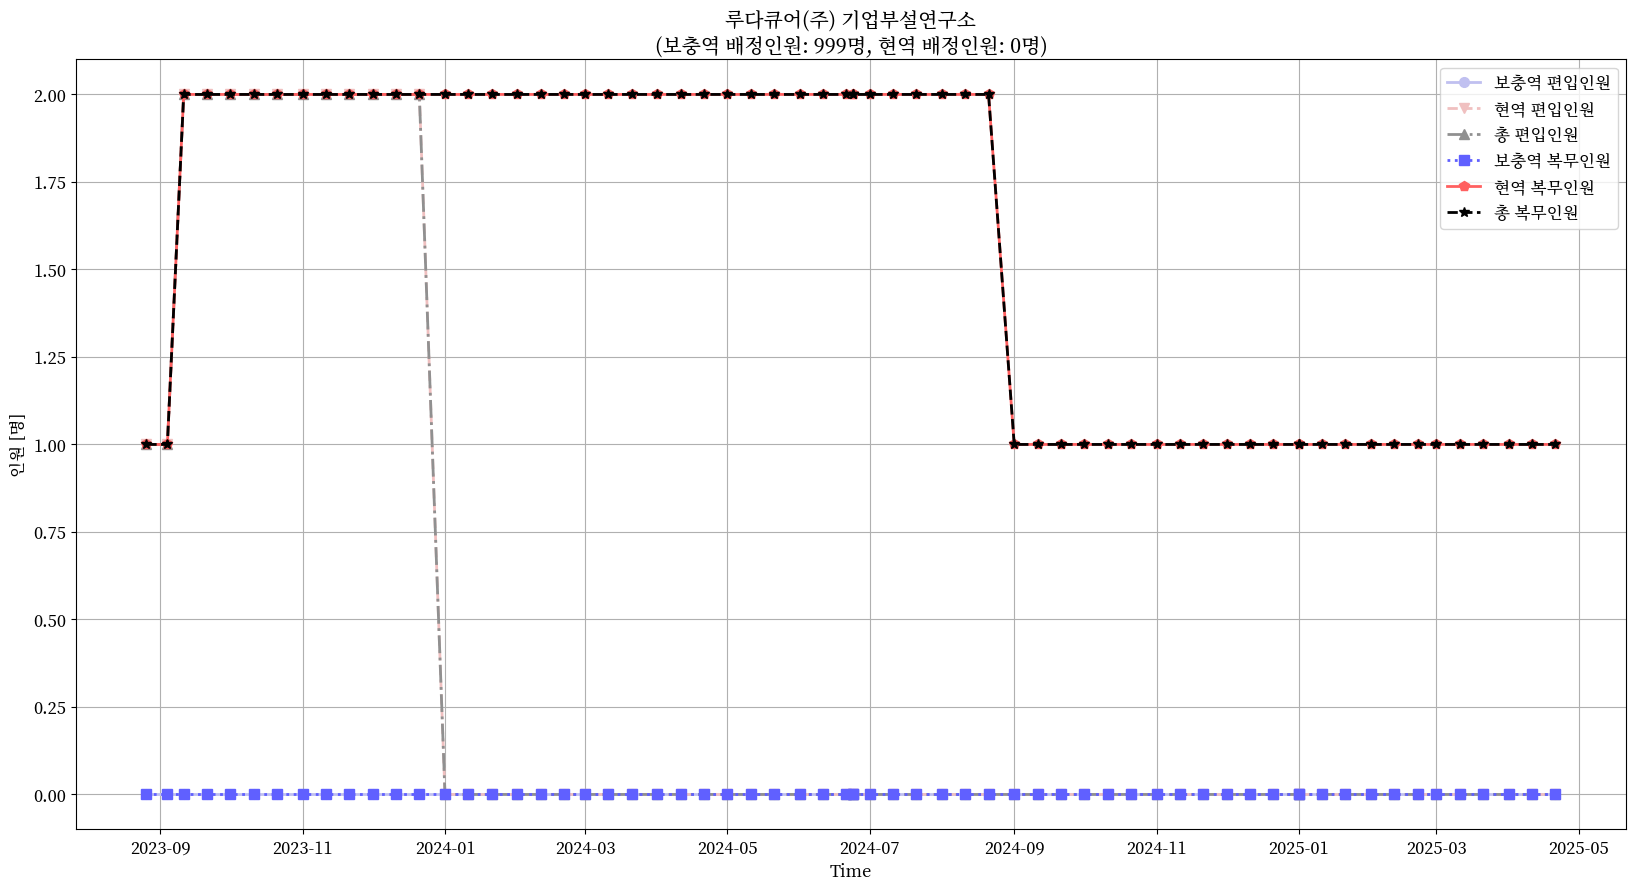 루다큐어(주) 기업부설연구소
(보충역 배정인원: 999명, 현역 배정인원: 0명)
보충역 편입인원
현역 편입인원
총 편입인원
보충역 복무인원
현역 복무인원
총 복무인원
인원 [명]
2.00
1.75
1.50
1.25
1.00
0.75
0.50
0.25
0.00
2023-09
2023-11
2024-01
2024-03
2024-05
2024-07
2024-09
2024-11
2025-01
2025-03
2025-05
Time